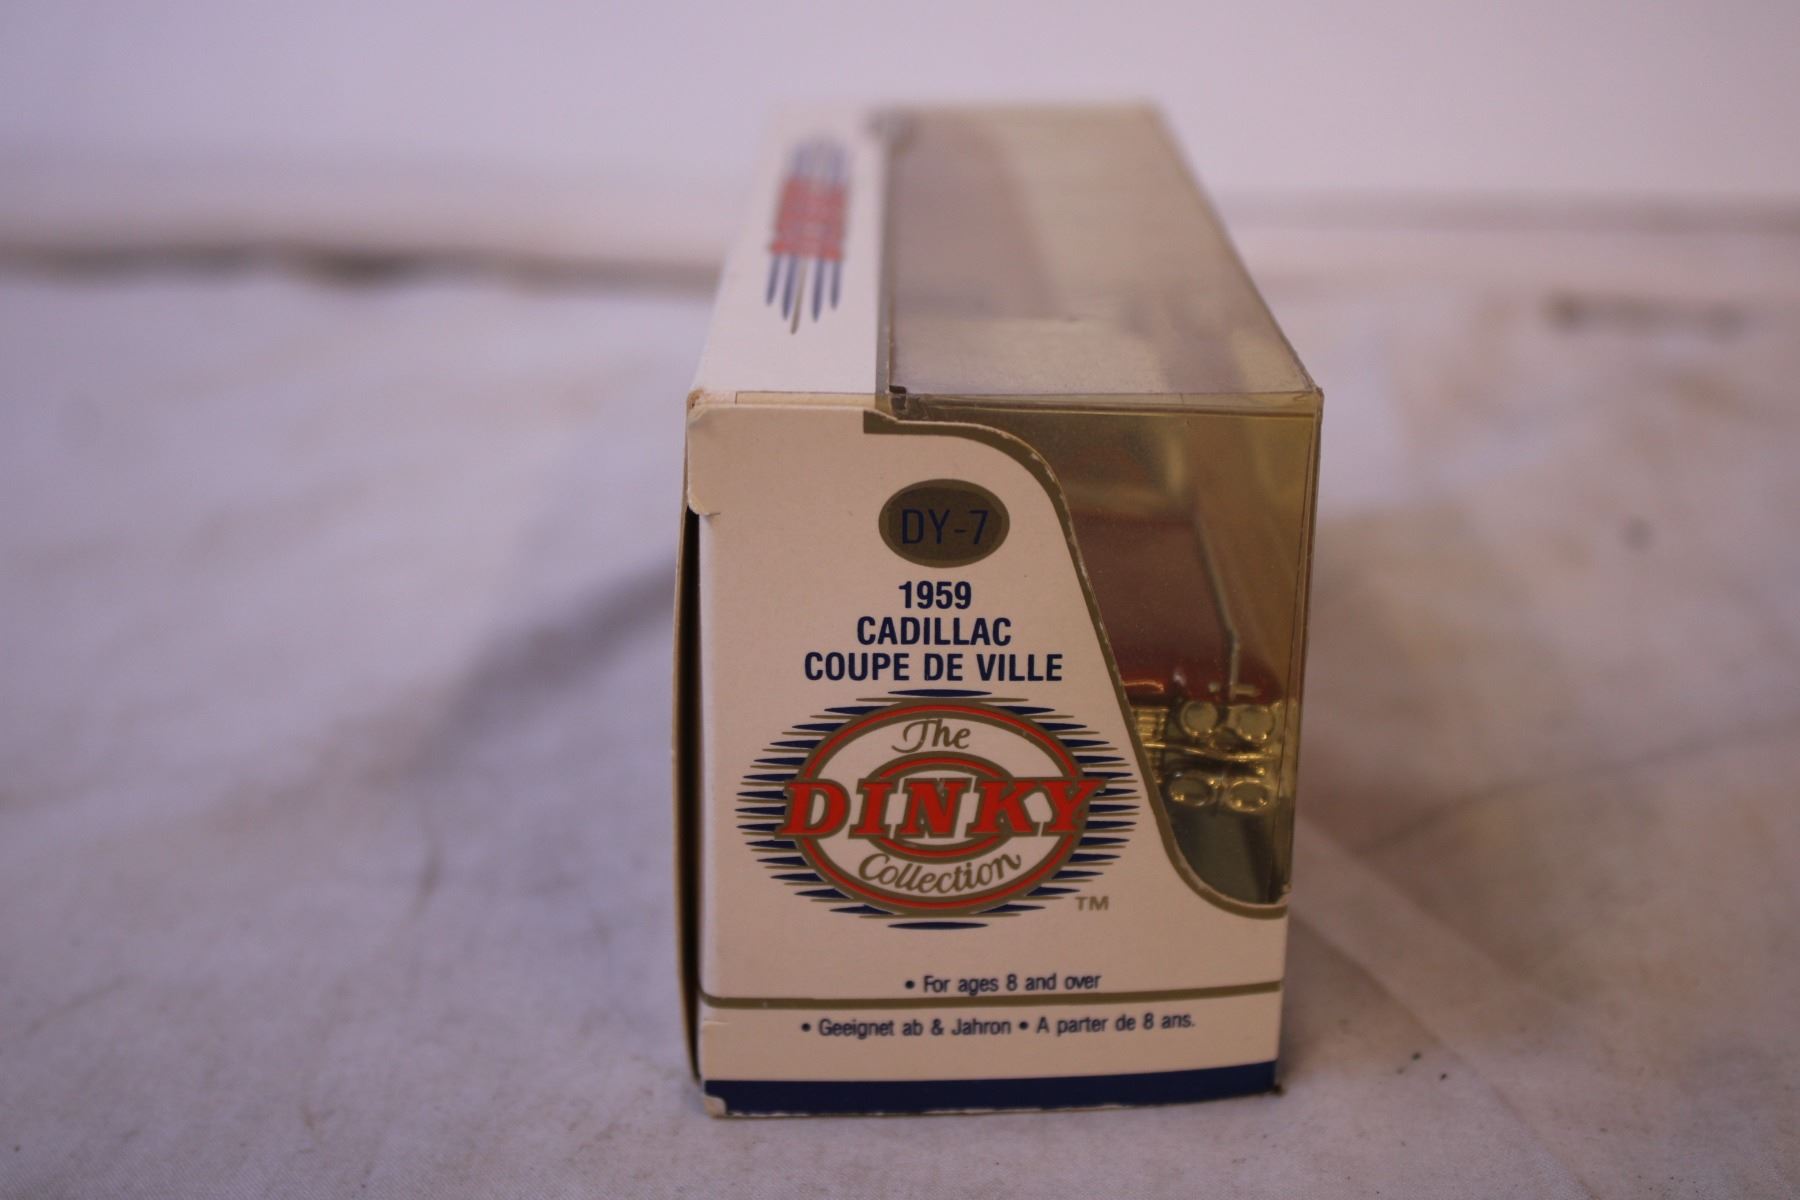 DY-7
1959
CADILLAC
COUPE DE VILLE
The
DINKY
Collection
TM
• For ages 8 and over
• Geeignet ab & Jahron • A parter de 8 ans.